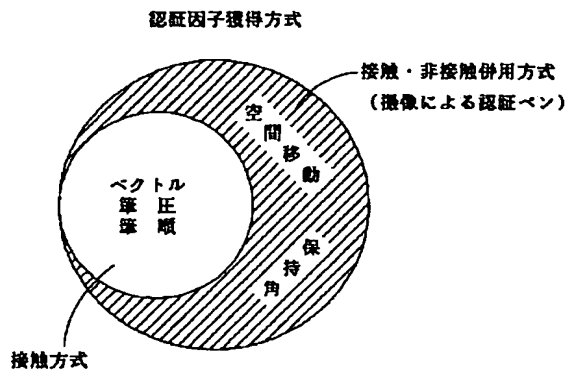 認証因子獲得方式
接触・非接触併用方式
(撮像による認証ペン)
空間移動
ベクトル
筆 圧
筆 順
保持角
接触方式